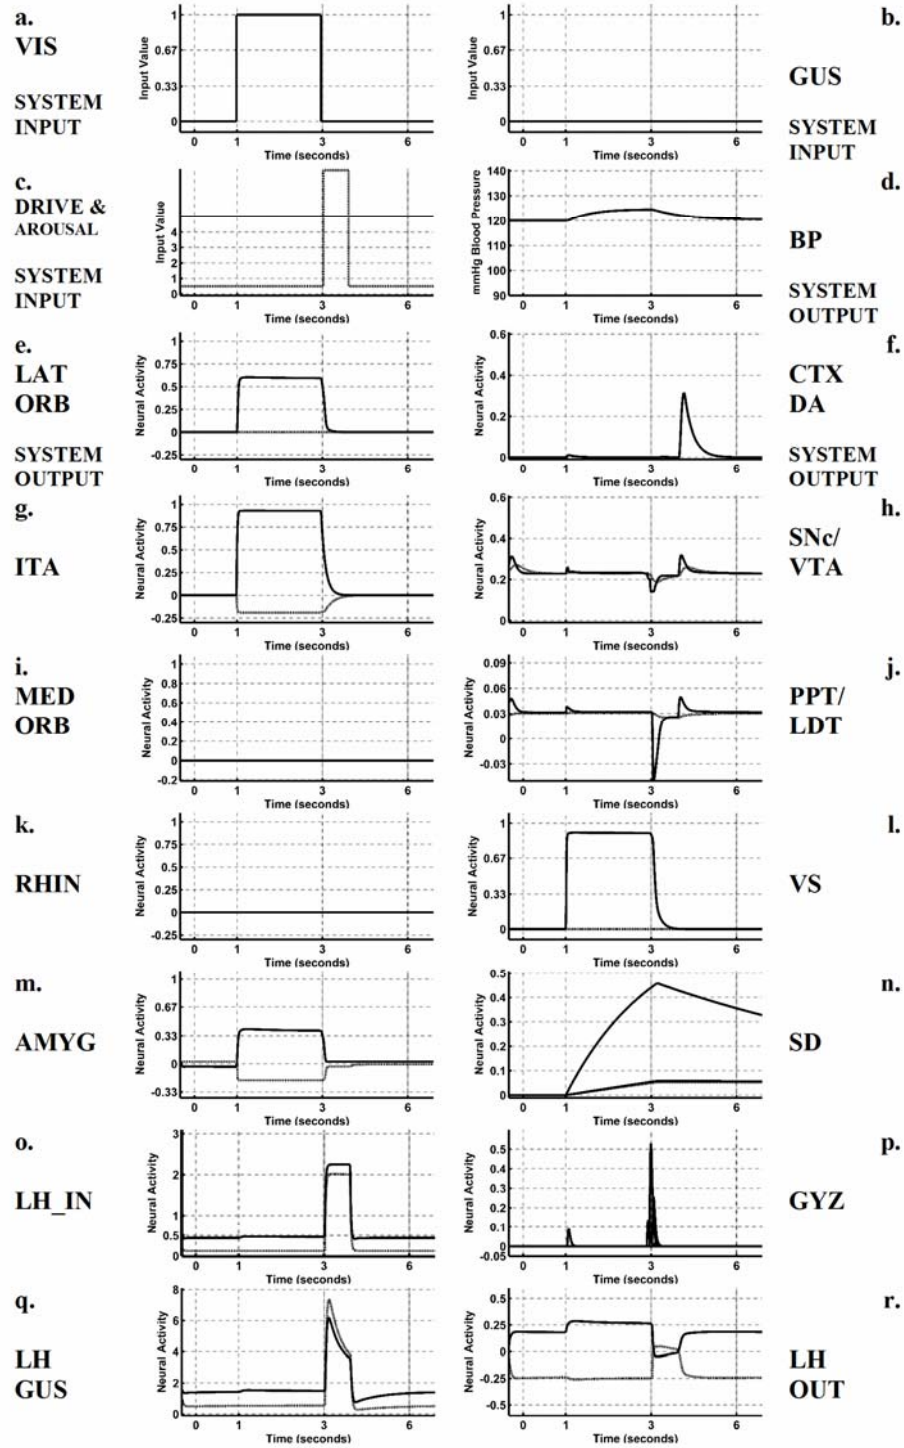 a.
VIS
SYSTEM
INPUT
Input Value
1
0.67
0.33
0
0 1 3 6
Time (seconds)
b.
GUS
SYSTEM
INPUT
Input Value
1
0.67
0.33
0
0 1 3 6
Time (seconds)
c.
DRIVE &
AROUSAL
SYSTEM
INPUT
Input Value
4
3
2
1
0
0 1 3 6
Time (seconds)
d.
BP
SYSTEM
OUTPUT
mmHg Blood Pressure
140
130
120
110
100
90
0 1 3 6
Time (seconds)
e.
LAT
ORB
SYSTEM
OUTPUT
Neural Activity
1
0.75
0.5
0.25
0
-0.25
0 1 3 6
Time (seconds)
f.
CTX
DA
SYSTEM
OUTPUT
Neural Activity
0.6
0.4
0.2
0
0 1 3 6
Time (seconds)
g.
ITA
Neural Activity
1
0.75
0.5
0.25
0
-0.25
0 1 3 6
Time (seconds)
h.
SNc/
VTA
Neural Activity
0.6
0.4
0.2
0
0 1 3 6
Time (seconds)
i.
MED
ORB
Neural Activity
1
0.8
0.6
0.4
0.2
0
-0.2
0 1 3 6
Time (seconds)
j.
PPT/
LDT
Neural Activity
0.09
0.06
0.03
0
-0.03
0 1 3 6
Time (seconds)
k.
RHIN
Neural Activity
1
0.75
0.5
0.25
0
-0.25
0 1 3 6
Time (seconds)
l.
VS
Neural Activity
1
0.67
0.33
0
0 1 3 6
Time (seconds)
m.
AMYG
Neural Activity
1
0.67
0.33
0
-0.33
0 1 3 6
Time (seconds)
n.
SD
Neural Activity
0.5
0.4
0.3
0.2
0.1
0
0 1 3 6
Time (seconds)
o.
LH_IN
Neural Activity
3
2
1
0.5
0
0 1 3 6
Time (seconds)
p.
GYZ
Neural Activity
0.5
0.4
0.3
0.2
0.1
0
-0.05
0 1 3 6
Time (seconds)
q.
LH
GUS
Neural Activity
8
6
4
2
0
0 1 3 6
Time (seconds)
r.
LH
OUT
Neural Activity
0.5
0.25
0
-0.25
-0.5
0 1 3 6
Time (seconds)